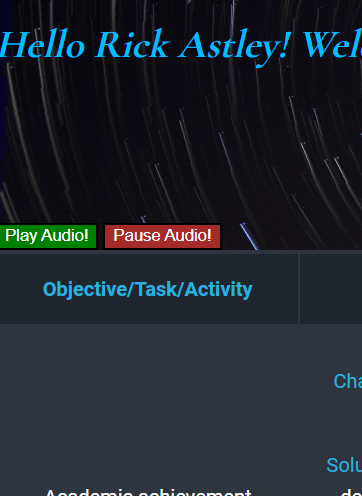 Hello Rick Astley! Wel
Play Audio! Pause Audio!
Objective/Task/Activity
Cha
Solu
Academic achievement